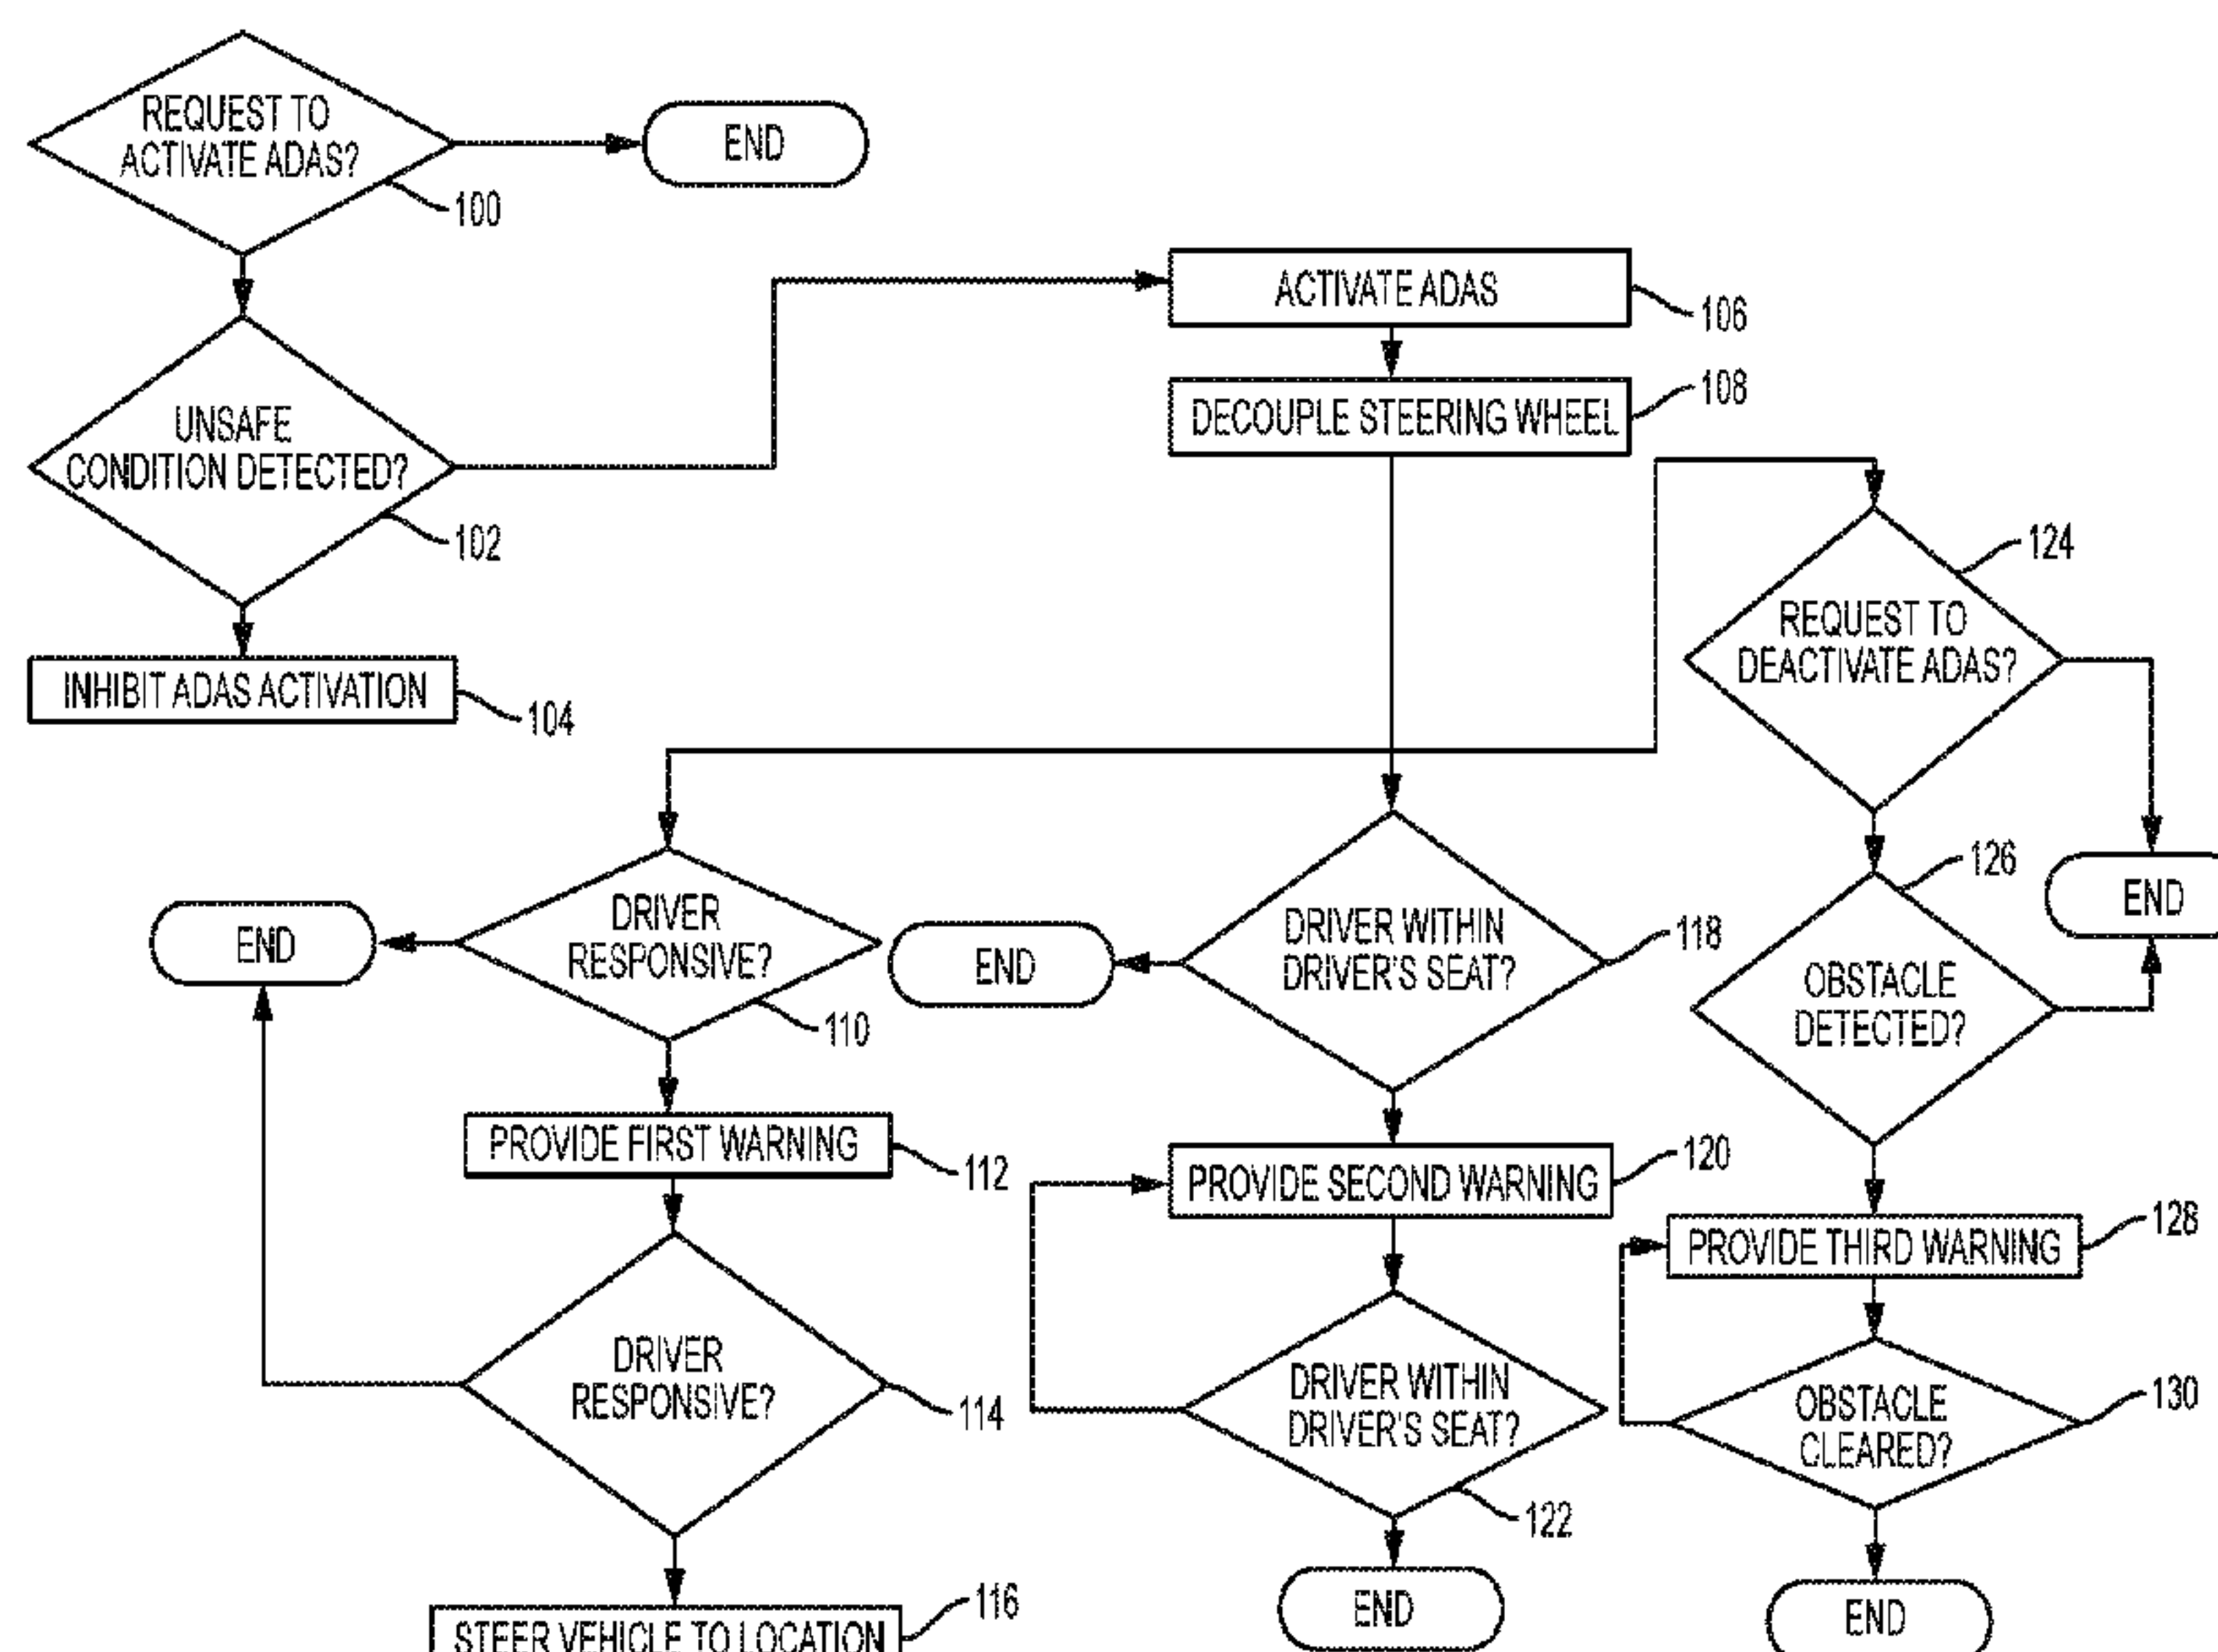 REQUEST TO
ACTIVATE ADAS?
100
END
UNSAFE
CONDITION DETECTED?
102
INHIBIT ADAS ACTIVATION
104
ACTIVATE ADAS
106
DECOUPLE STEERING WHEEL
108
DRIVER
RESPONSIVE?
110
END
PROVIDE FIRST WARNING
112
DRIVER
RESPONSIVE?
114
STEER VEHICLE TO LOCATION
116
DRIVER WITHIN
DRIVER'S SEAT?
118
END
PROVIDE SECOND WARNING
120
DRIVER WITHIN
DRIVER'S SEAT?
122
END
REQUEST TO
DEACTIVATE ADAS?
124
END
OBSTACLE
DETECTED?
126
PROVIDE THIRD WARNING
128
OBSTACLE
CLEARED?
130
END